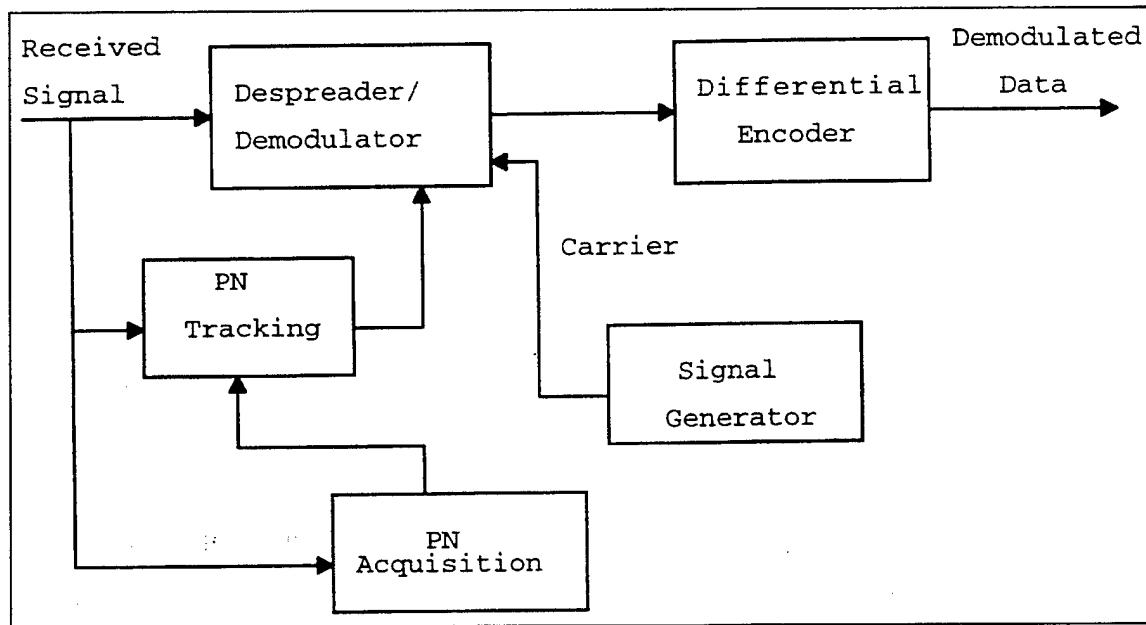 Received
Signal
Despreader/
Demodulator
Differential
Encoder
Demodulated
Data
PN
Tracking
Carrier
Signal
Generator
PN
Acquisition